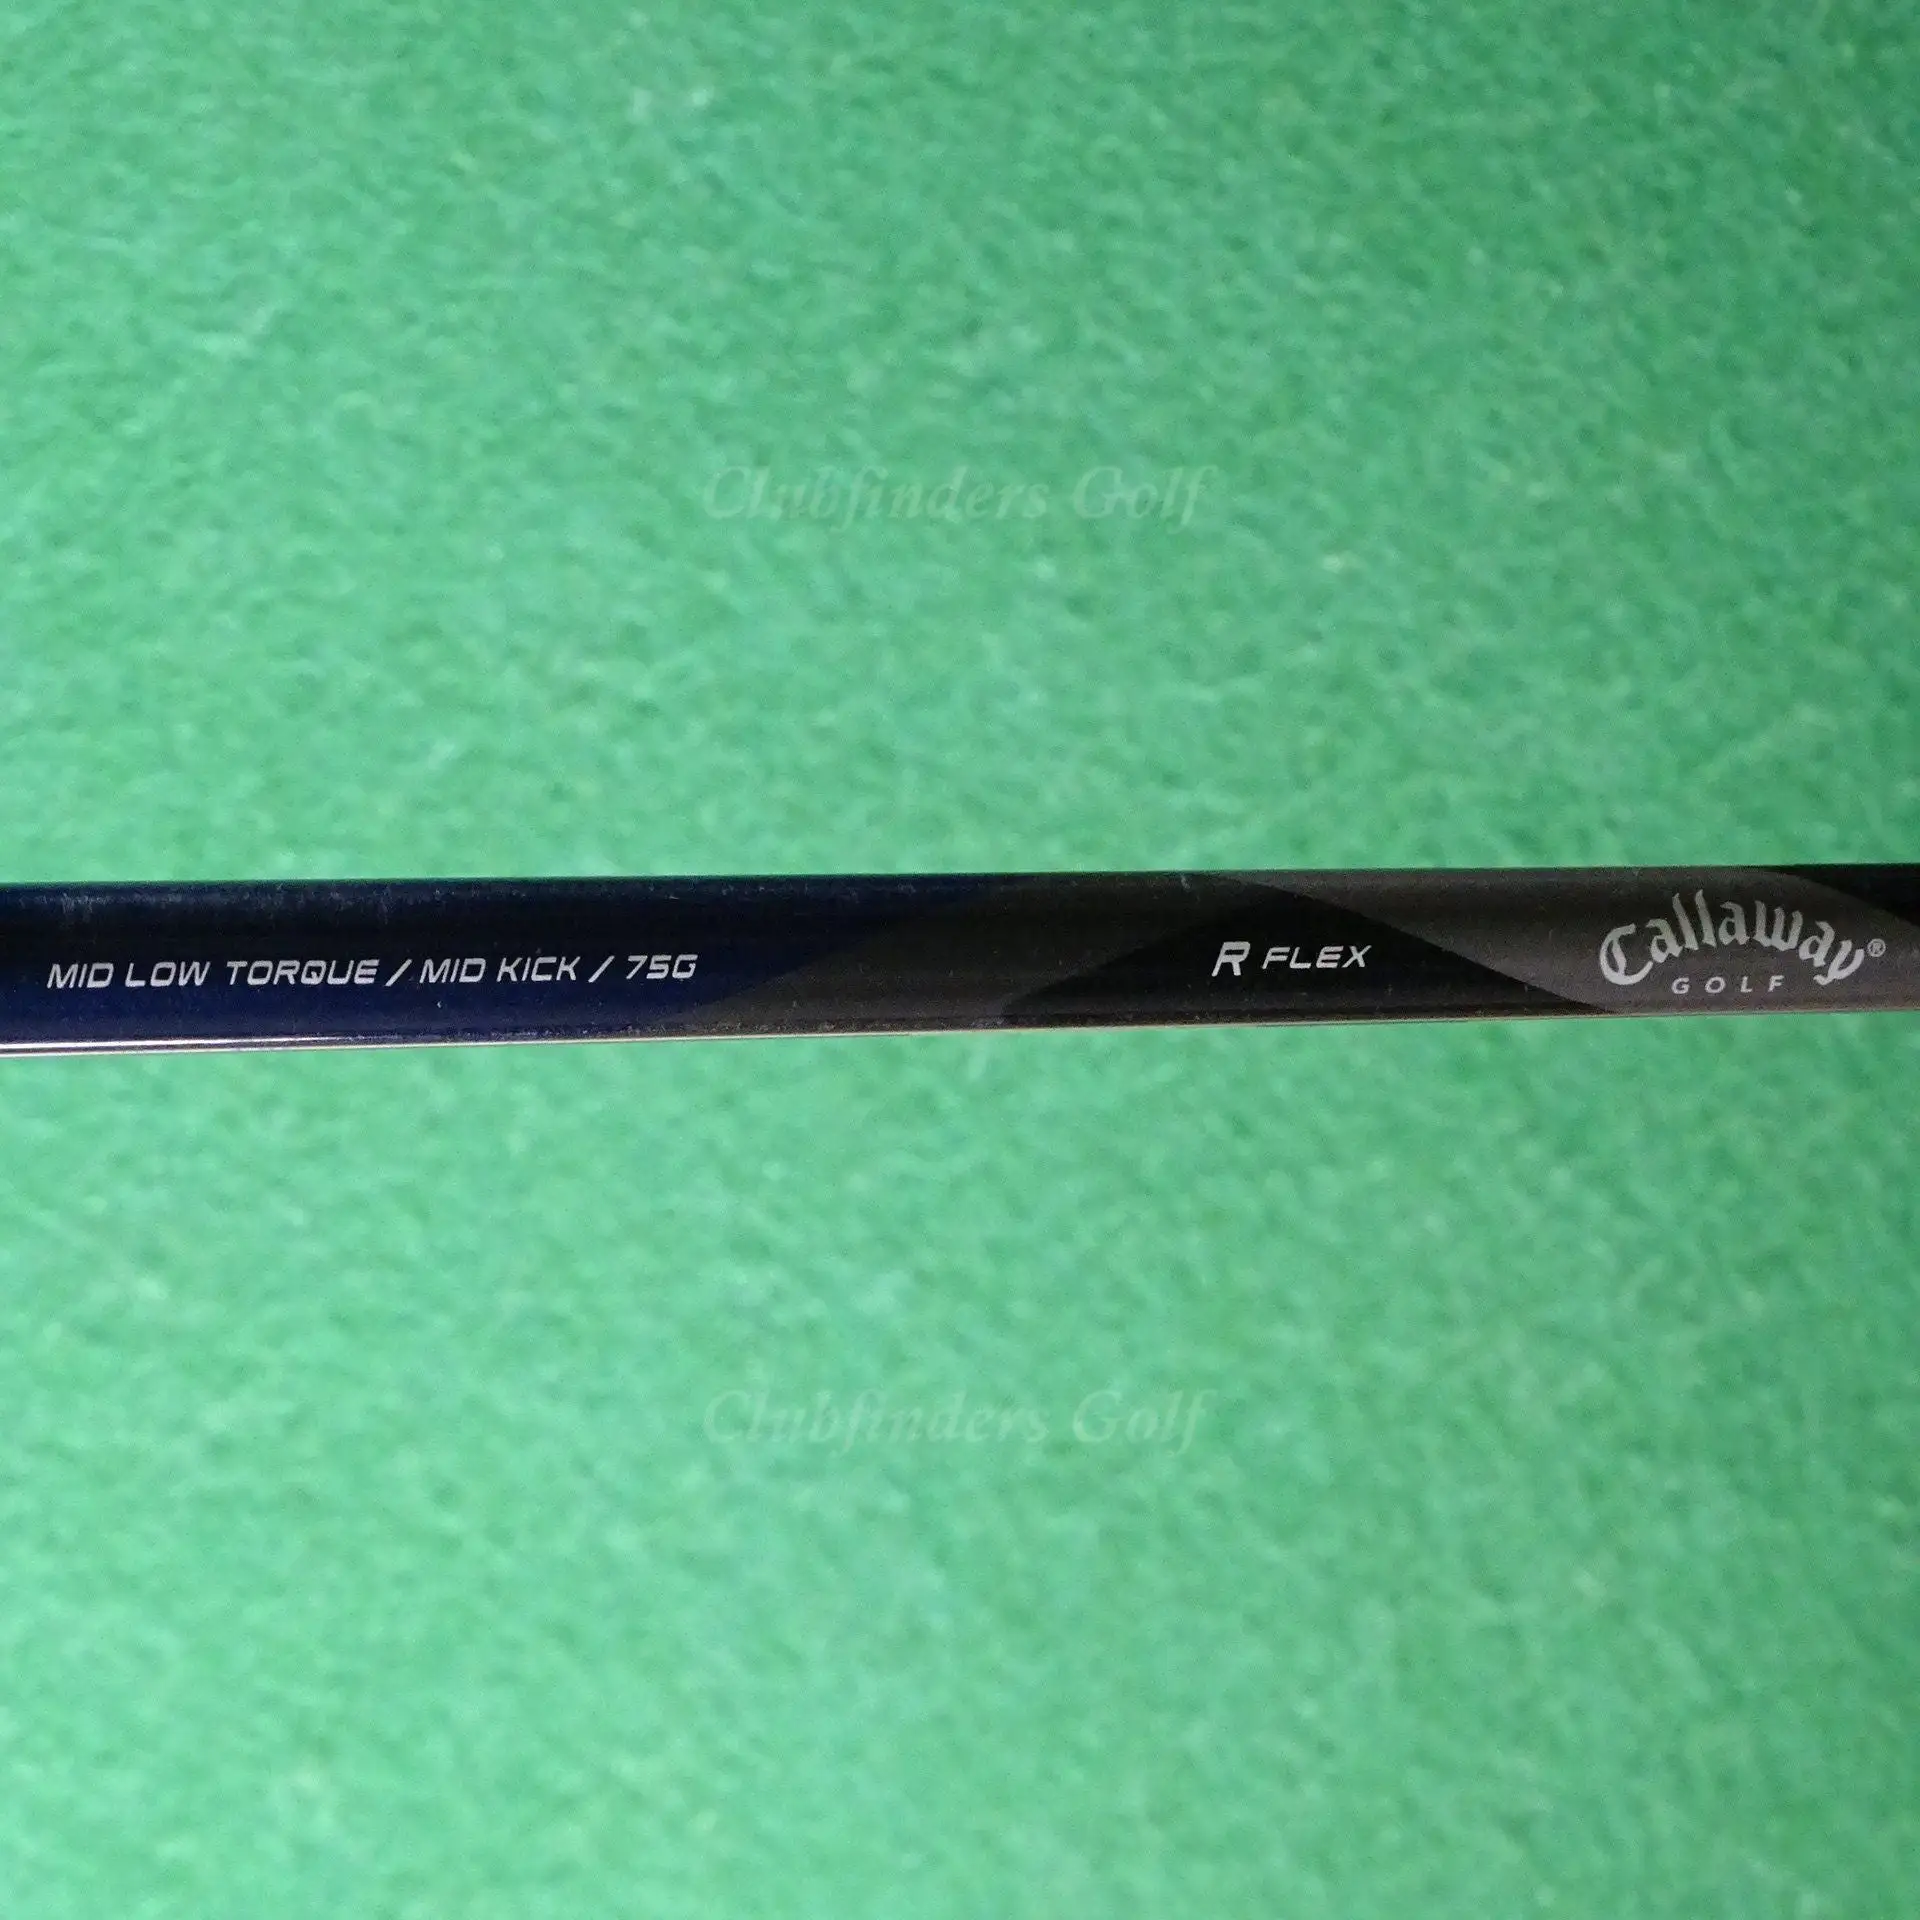 Clubfinders Golf
MID LOW TORQUE / MID KICK / 75G
R FLEX
Callaway®
GOLF
Clubfinders Golf